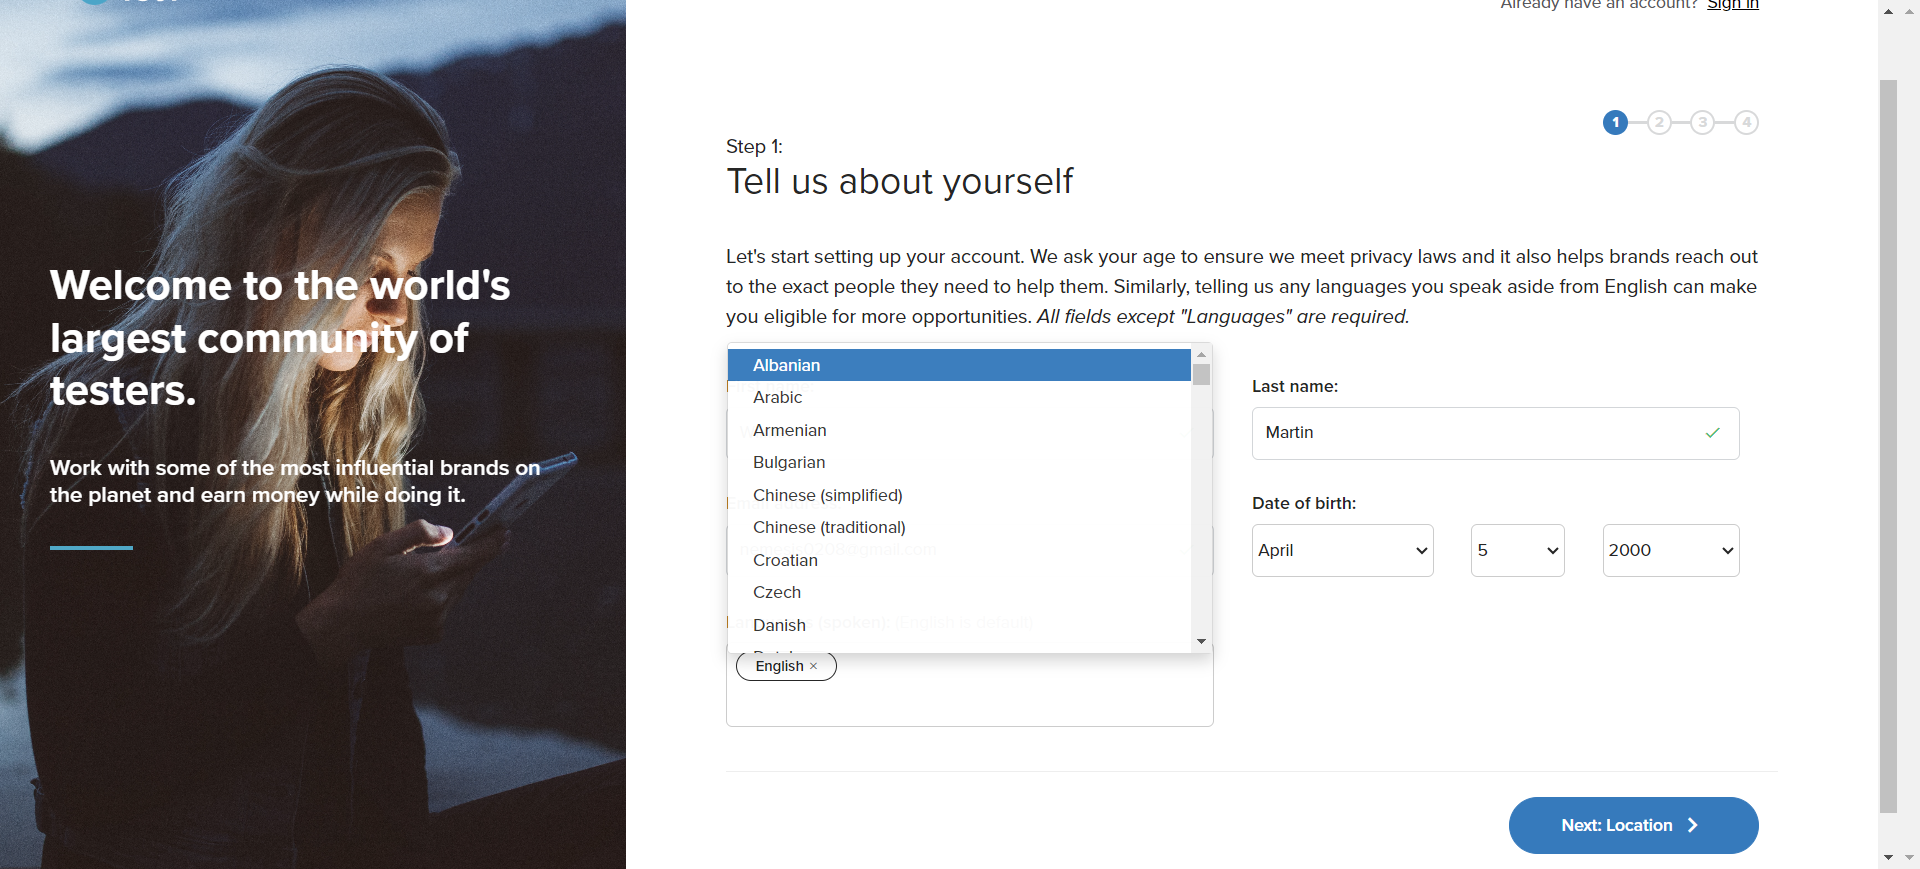 Already have an account? Sign in
1 2 3 4
Step 1:
Tell us about yourself
Let's start setting up your account. We ask your age to ensure we meet privacy laws and it also helps brands reach out
to the exact people they need to help them. Similarly, telling us any languages you speak aside from English can make
you eligible for more opportunities. All fields except "Languages" are required.
Welcome to the world's
largest community of
testers.
Work with some of the most influential brands on
the planet and earn money while doing it.
Albanian
Arabic
Armenian
Bulgarian
Chinese (simplified)
Chinese (traditional)
Croatian
Czech
Danish
(spoken): (English is default)
English ×
Last name:
Martin
Date of birth:
April 5 2000
Next: Location